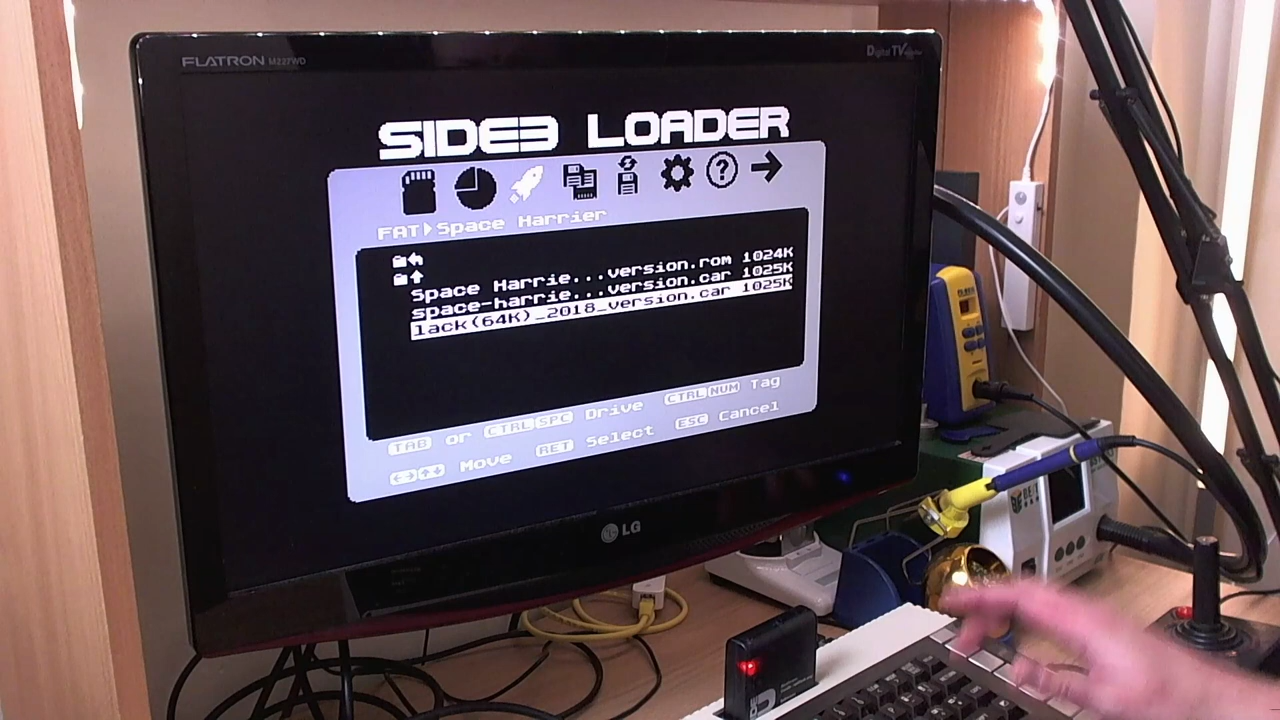 FLATRON M227WD
Digital TV
SIDE3 LOADER
FAT Space Harrier
Space Harrie...version.rom 1024K
space-harrie...version.car 1025K
lack(64K)_2018_version.car 1025K
TAB or CTRL SPC Drive CTRL NUM Tag
Move RET Select ESC Cancel
LG